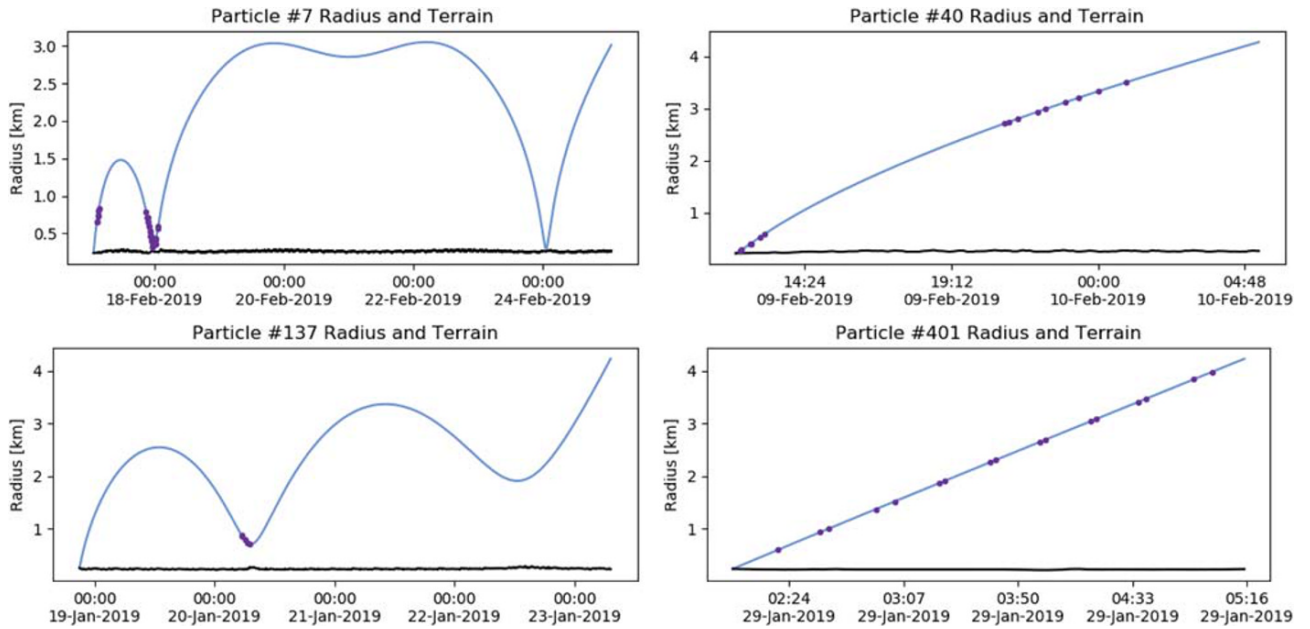 Particle #7 Radius and Terrain
Radius [km]
3.0
2.5
2.0
1.5
1.0
0.5
00:00 00:00 00:00 00:00
18-Feb-2019 20-Feb-2019 22-Feb-2019 24-Feb-2019
Particle #40 Radius and Terrain
Radius [km]
4
3
2
1
14:24 19:12 00:00 04:48
09-Feb-2019 09-Feb-2019 10-Feb-2019 10-Feb-2019
Particle #137 Radius and Terrain
Radius [km]
4
3
2
1
00:00 00:00 00:00 00:00 00:00
19-Jan-2019 20-Jan-2019 21-Jan-2019 22-Jan-2019 23-Jan-2019
Particle #401 Radius and Terrain
Radius [km]
4
3
2
1
02:24 03:07 03:50 04:33 05:16
29-Jan-2019 29-Jan-2019 29-Jan-2019 29-Jan-2019 29-Jan-2019